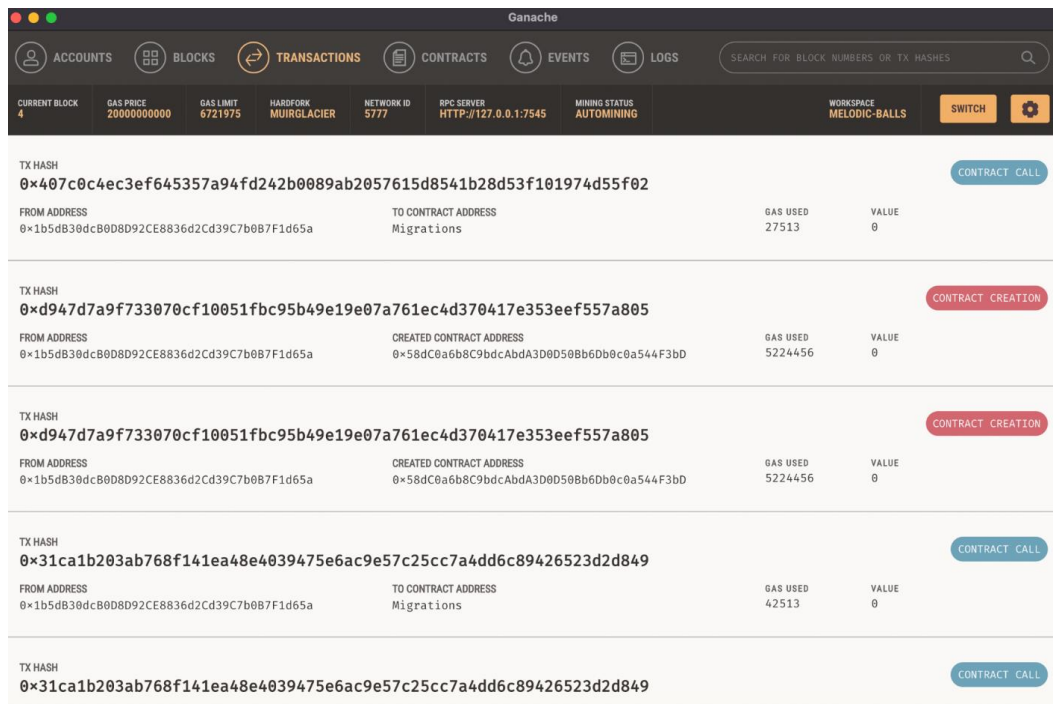 Ganache
ACCOUNTS BLOCKS TRANSACTIONS CONTRACTS EVENTS LOGS SEARCH FOR BLOCK NUMBERS OR TX HASHES
CURRENT BLOCK GAS PRICE GAS LIMIT HARDFORK NETWORK ID RPC SERVER MINING STATUS WORKSPACE
4 20000000000 6721975 MUIRGLACIER 5777 HTTP://127.0.0.1:7545 AUTOMINING MELODIC-BALLS SWITCH
TX HASH
0×407c0c4ec3ef645357a94fd242b0089ab2057615d8541b28d53f101974d55f02 CONTRACT CALL
FROM ADDRESS TO CONTRACT ADDRESS GAS USED VALUE
0×1b5dB30dcB0D8D92CE8836d2Cd39C7b0B7F1d65a Migrations 27513 0
TX HASH
0×d947d7a9f733070cf10051fbc95b49e19e07a761ec4d370417e353eef557a805 CONTRACT CREATION
FROM ADDRESS CREATED CONTRACT ADDRESS GAS USED VALUE
0×1b5dB30dcB0D8D92CE8836d2Cd39C7b0B7F1d65a 0×58dC0a6b8C9bdcAbdA3D0D50Bb6Db0c0a544F3bD 5224456 0
TX HASH
0×d947d7a9f733070cf10051fbc95b49e19e07a761ec4d370417e353eef557a805 CONTRACT CREATION
FROM ADDRESS CREATED CONTRACT ADDRESS GAS USED VALUE
0×1b5dB30dcB0D8D92CE8836d2Cd39C7b0B7F1d65a 0×58dC0a6b8C9bdcAbdA3D0D50Bb6Db0c0a544F3bD 5224456 0
TX HASH
0×31ca1b203ab768f141ea48e4039475e6ac9e57c25cc7a4dd6c89426523d2d849 CONTRACT CALL
FROM ADDRESS TO CONTRACT ADDRESS GAS USED VALUE
0×1b5dB30dcB0D8D92CE8836d2Cd39C7b0B7F1d65a Migrations 42513 0
TX HASH
0×31ca1b203ab768f141ea48e4039475e6ac9e57c25cc7a4dd6c89426523d2d849 CONTRACT CALL